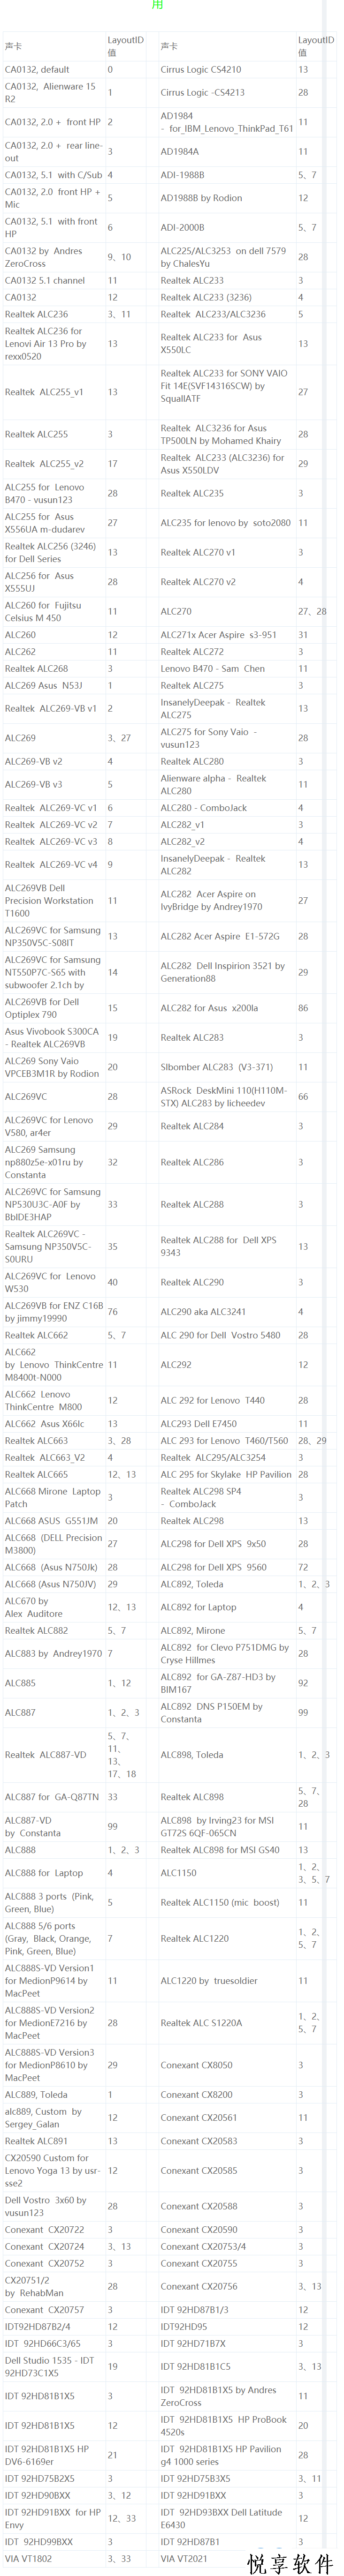 用
声卡 LayoutID值 声卡 LayoutID值
CA0132, default 0 Cirrus Logic CS4210 13
CA0132, Alienware 15 R2 1 Cirrus Logic -CS4213 28
CA0132, 2.0 + front HP 2 AD1984 - for_IBM_Lenovo_ThinkPad_T61 11
CA0132, 2.0 + rear line-out 3 AD1984A 11
CA0132, 5.1 with C/Sub 4 ADI-1988B 5、7
CA0132, 2.0 front HP + Mic 5 AD1988B by Rodion 12
CA0132, 5.1 with front HP 6 ADI-2000B 5、7
CA0132 by Andres ZeroCross 9、10 ALC225/ALC3253 on dell 7579 by ChalesYu 28
CA0132 5.1 channel 11 Realtek ALC233 3
CA0132 12 Realtek ALC233 (3236) 4
Realtek ALC236 3、11 Realtek ALC233/ALC3236 5
Realtek ALC236 for Lenovi Air 13 Pro by rexx0520 13 Realtek ALC233 for Asus X550LC 13
Realtek ALC255_v1 13 Realtek ALC233 for SONY VAIO Fit 14E(SVF14316SCW) by SquallATF 27
Realtek ALC255 3 Realtek ALC3236 for Asus TP500LN by Mohamed Khairy 28
Realtek ALC255_v2 17 Realtek ALC233 (ALC3236) for Asus X550LDV 29
ALC255 for Lenovo B470 - vusun123 28 Realtek ALC235 3
ALC255 for Asus X556UA m-dudarev 27 ALC235 for lenovo by soto2080 11
Realtek ALC256 (3246) for Dell Series 13 Realtek ALC270 v1 3
ALC256 for Asus X555UJ 28 Realtek ALC270 v2 4
ALC260 for Fujitsu Celsius M 450 11 ALC270 27、28
ALC260 12 ALC271x Acer Aspire s3-951 31
ALC262 11 Realtek ALC272 3
Realtek ALC268 3 Lenovo B470 - Sam Chen 11
ALC269 Asus N53J 1 Realtek ALC275 3
Realtek ALC269-VB v1 2 InsanelyDeepak - Realtek ALC275 13
ALC269 3、27 ALC275 for Sony Vaio - vusun123 28
ALC269-VB v2 4 Realtek ALC280 3
ALC269-VB v3 5 Alienware alpha - Realtek ALC280 11
Realtek ALC269-VC v1 6 ALC280 - ComboJack 4
Realtek ALC269-VC v2 7 ALC282_v1 3
Realtek ALC269-VC v3 8 ALC282_v2 4
Realtek ALC269-VC v4 9 InsanelyDeepak - Realtek ALC282 13
ALC269VB Dell Precision Workstation T1600 11 ALC282 Acer Aspire on IvyBridge by Andrey1970 27
ALC269VC for Samsung NP350V5C-S08IT 13 ALC282 Acer Aspire E1-572G 28
ALC269VC for Samsung NT550P7C-S65 with subwoofer 2.1ch by 14 ALC282 Dell Inspirion 3521 by Generation88 29
ALC269VB for Dell Optiplex 790 15 ALC282 for Asus x200la 86
Asus Vivobook S300CA - Realtek ALC269VB 19 Realtek ALC283 3
ALC269 Sony Vaio VPCEB3M1R by Rodion 20 Slbomber ALC283 (V3-371) 11
ALC269VC 28 ASRock DeskMini 110(H110M-STX) ALC283 by licheedev 66
ALC269VC for Lenovo V580, ar4er 29 Realtek ALC284 3
ALC269 Samsung np880z5e-x01ru by Constanta 32 Realtek ALC286 3
ALC269VC for Samsung NP530U3C-A0F by BblDE3HAP 33 Realtek ALC288 3
Realtek ALC269VC - Samsung NP350V5C-S0URU 35 Realtek ALC288 for Dell XPS 9343 13
ALC269VC for Lenovo W530 40 Realtek ALC290 3
ALC269VB for ENZ C16B by jimmy19990 76 ALC290 aka ALC3241 4
Realtek ALC662 5、7 ALC 290 for Dell Vostro 5480 28
ALC662 by Lenovo ThinkCentre M8400t-N000 11 ALC292 12
ALC662 Lenovo ThinkCentre M800 12 ALC 292 for Lenovo T440 28
ALC662 Asus X66Ic 13 ALC293 Dell E7450 11
Realtek ALC663 3、28 ALC 293 for Lenovo T460/T560 28、29
Realtek ALC663_V2 4 Realtek ALC295/ALC3254 3
Realtek ALC665 12、13 ALC 295 for Skylake HP Pavilion 28
ALC668 Mirone Laptop Patch 3 Realtek ALC298 SP4 - ComboJack 3
ALC668 ASUS G551JM 20 Realtek ALC298 13
ALC668 (DELL Precision M3800) 27 ALC298 for Dell XPS 9x50 28
ALC668 (Asus N750Jk) 28 ALC298 for Dell XPS 9560 72
ALC668 (Asus N750JV) 29 ALC892, Toleda 1、2、3
ALC670 by Alex Auditore 12、13 ALC892 for Laptop 4
Realtek ALC882 5、7 ALC892, Mirone 5、7
ALC883 by Andrey1970 7 ALC892 for Clevo P751DMG by Cryse Hillmes 28
ALC885 1、12 ALC892 for GA-Z87-HD3 by BIM167 92
ALC887 1、2、3 ALC892 DNS P150EM by Constanta 99
Realtek ALC887-VD 5、7、11、13、17、18 ALC898, Toleda 1、2、3
ALC887 for GA-Q87TN 33 Realtek ALC898 5、7、28
ALC887-VD by Constanta 99 ALC898 by Irving23 for MSI GT72S 6QF-065CN 11
ALC888 1、2、3 Realtek ALC898 for MSI GS40 13
ALC888 for Laptop 4 ALC1150 1、2、3、5、7
ALC888 3 ports (Pink, Green, Blue) 5 Realtek ALC1150 (mic boost) 11
ALC888 5/6 ports (Gray, Black, Orange, Pink, Green, Blue) 7 Realtek ALC1220 1、2、5、7
ALC888S-VD Version1 for MedionP9614 by MacPeet 11 ALC1220 by truesoldier 11
ALC888S-VD Version2 for MedionE7216 by MacPeet 28 Realtek ALC S1220A 1、2、5、7
ALC888S-VD Version3 for MedionP8610 by MacPeet 29 Conexant CX8050 3
ALC889, Toleda 1 Conexant CX8200 3
alc889, Custom by Sergey_Galan 12 Conexant CX20561 11
Realtek ALC891 13 Conexant CX20583 3
CX20590 Custom for Lenovo Yoga 13 by usr-sse2 12 Conexant CX20585 3
Dell Vostro 3x60 by vusun123 28 Conexant CX20588 3
Conexant CX20722 3 Conexant CX20590 3
Conexant CX20724 3、13 Conexant CX20753/4 3
Conexant CX20752 3 Conexant CX20755 3
CX20751/2 by RehabMan 28 Conexant CX20756 3、13
Conexant CX20757 3 IDT 92HD87B1/3 12
IDT92HD87B2/4 12 IDT92HD95 12
IDT 92HD66C3/65 3 IDT 92HD71B7X 3
Dell Studio 1535 - IDT 92HD73C1X5 19 IDT 92HD81B1C5 3、13
IDT 92HD81B1X5 3 IDT 92HD81B1X5 by Andres ZeroCross 11
IDT 92HD81B1X5 12 IDT 92HD81B1X5 HP ProBook 4520s 20
IDT 92HD81B1X5 HP DV6-6169er 21 IDT 92HD81B1X5 HP Pavilion g4 1000 series 28
IDT 92HD75B2X5 3 IDT 92HD75B3X5 3、11
IDT 92HD90BXX 3、12 IDT 92HD91BXX 3
IDT 92HD91BXX for HP Envy 12、33 IDT 92HD93BXX Dell Latitude E6430 12
IDT 92HD99BXX 3 IDT 92HD87B1 3
VIA VT1802 3、33 VIA VT2021
悦享软件